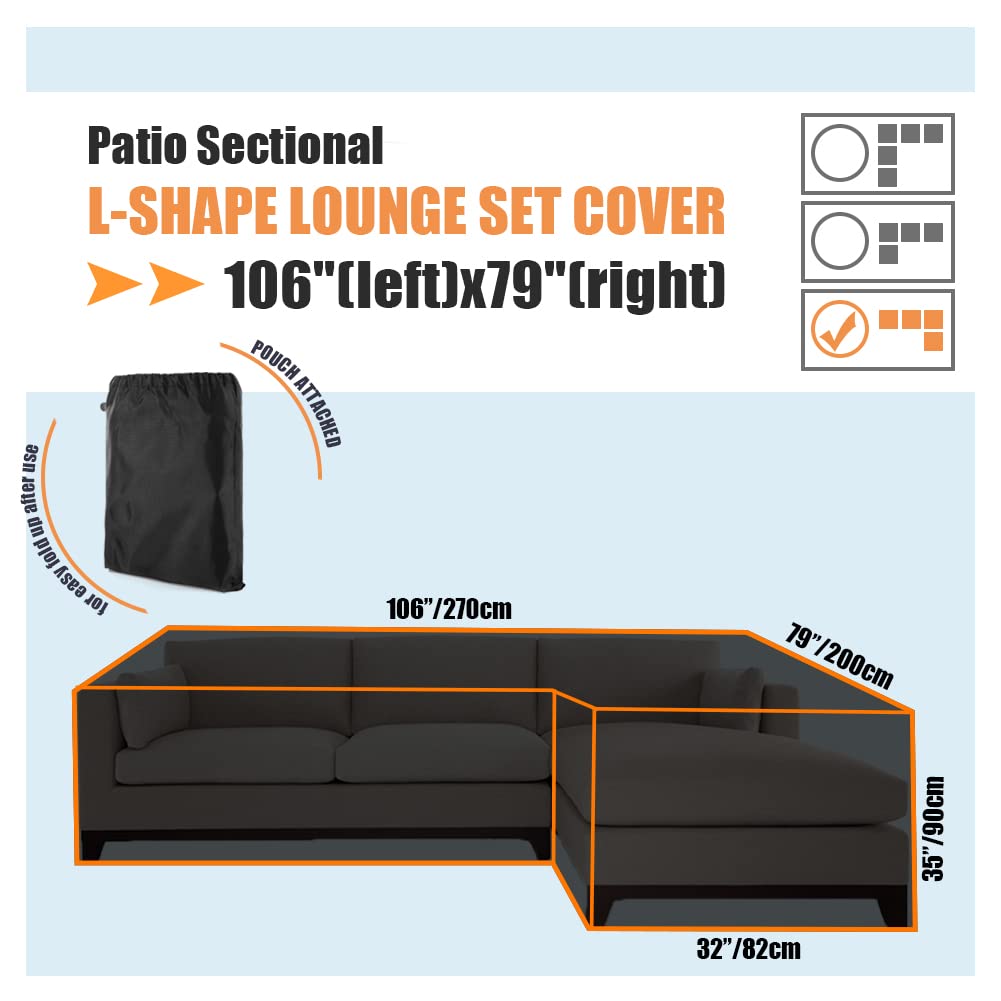 Patio Sectional
L-SHAPE LOUNGE SET COVER
106"(left)x79"(right)
POUCH ATTACHED
for easy fold up after use
106”/270cm
79”/200cm
35”/90cm
32”/82cm